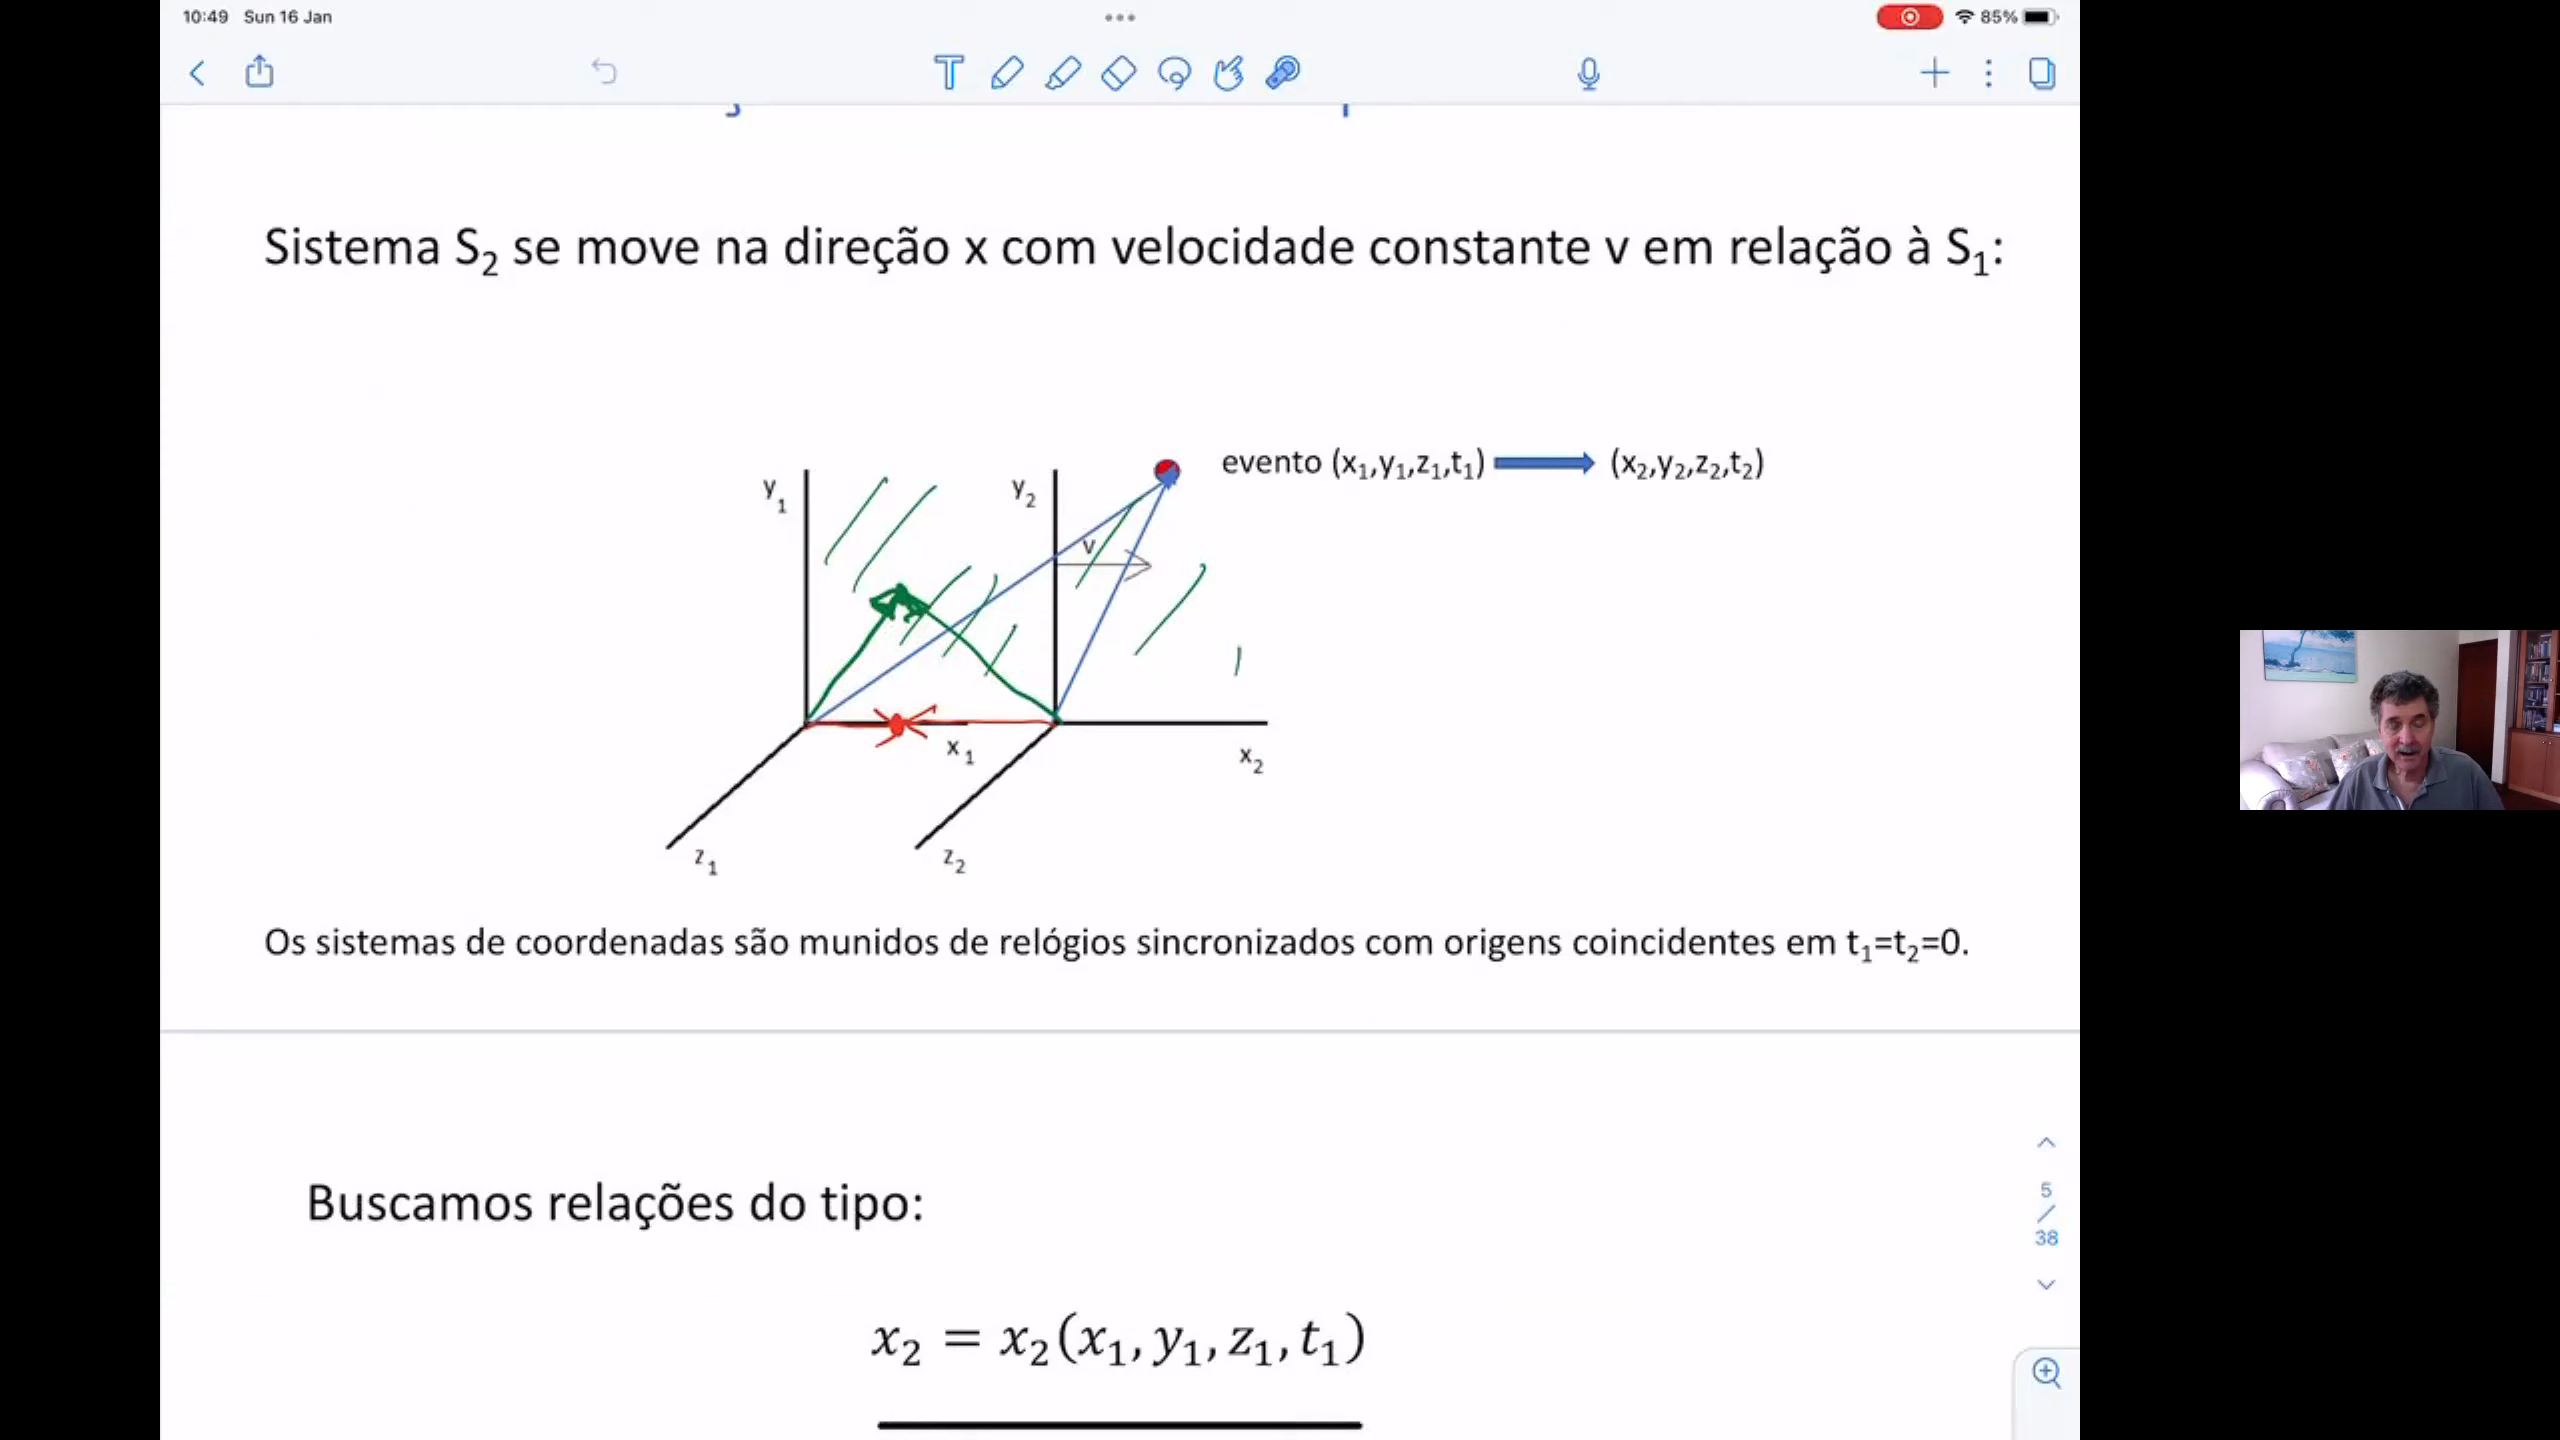 10:49 Sun 16 Jan
85%
Sistema S₂ se move na direção x com velocidade constante v em relação à S₁:
evento (x₁,y₁,z₁,t₁) (x₂,y₂,z₂,t₂)
y₁
y₂
v
x₁
x₂
z₁
z₂
Os sistemas de coordenadas são munidos de relógios sincronizados com origens coincidentes em t₁=t₂=0.
5
/
38
Buscamos relações do tipo:
x₂ = x₂(x₁, y₁, z₁, t₁)